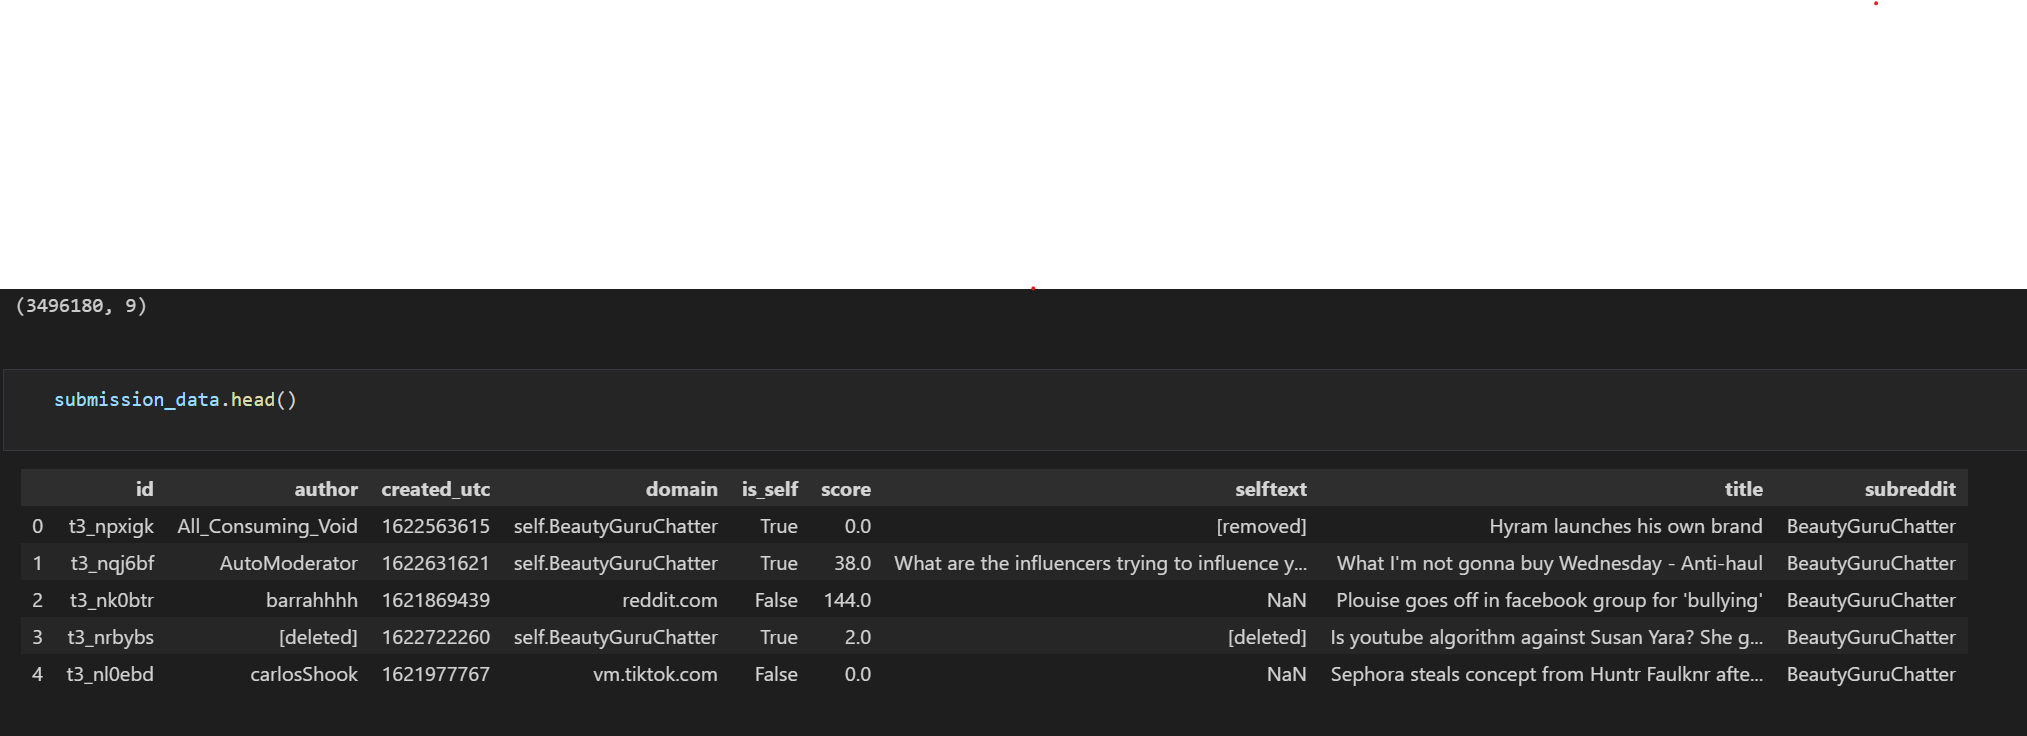 (3496180, 9)
submission_data.head()
id author created_utc domain is_self score selftext title subreddit
0 t3_npxigk All_Consuming_Void 1622563615 self.BeautyGuruChatter True 0.0 [removed] Hyram launches his own brand BeautyGuruChatter
1 t3_nqj6bf AutoModerator 1622631621 self.BeautyGuruChatter True 38.0 What are the influencers trying to influence y... What I'm not gonna buy Wednesday - Anti-haul BeautyGuruChatter
2 t3_nk0btr barrahhhh 1621869439 reddit.com False 144.0 NaN Plouise goes off in facebook group for 'bullying' BeautyGuruChatter
3 t3_nrbybs [deleted] 1622722260 self.BeautyGuruChatter True 2.0 [deleted] Is youtube algorithm against Susan Yara? She g... BeautyGuruChatter
4 t3_nl0ebd carlosShook 1621977767 vm.tiktok.com False 0.0 NaN Sephora steals concept from Huntr Faulknr afte... BeautyGuruChatter